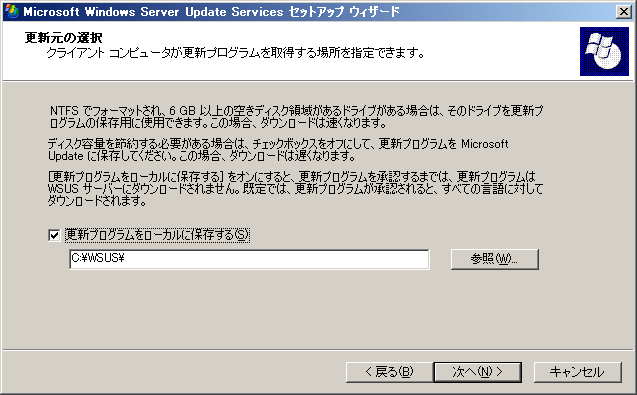 Microsoft Windows Server Update Services セットアップ ウィザード
更新元の選択
クライアント コンピュータが更新プログラムを取得する場所を指定できます。
NTFS でフォーマットされ、6 GB 以上の空きディスク領域があるドライブがある場合は、そのドライブを更新プ
ログラムの保存用に使用できます。この場合、ダウンロードは速くなります。
ディスク容量を節約する必要がある場合は、チェックボックスをオフにして、更新プログラムを Microsoft
Update に保存してください。この場合、ダウンロードは遅くなります。
[更新プログラムをローカルに保存する] をオンにすると、更新プログラムを承認するまでは、更新プログラムは
WSUS サーバーにダウンロードされません。既定では、更新プログラムが承認されると、すべての言語に対して
ダウンロードされます。
更新プログラムをローカルに保存する(S)
C:¥WSUS¥
参照(W)...
< 戻る(B)
次へ(N) >
キャンセル